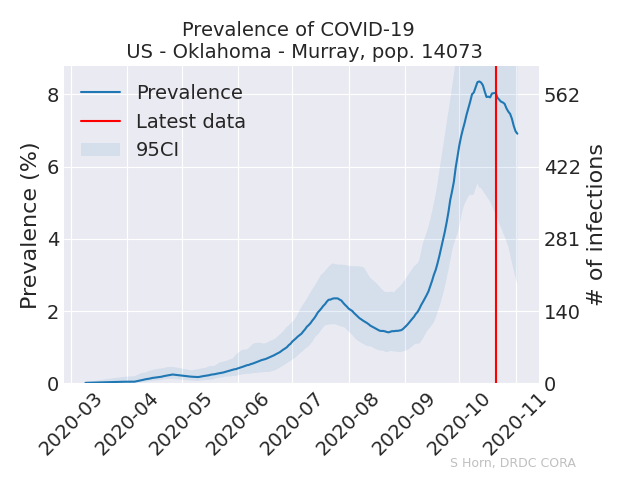 Prevalence of COVID-19
US - Oklahoma - Murray, pop. 14073
Prevalence
Latest data
95CI
Prevalence (%)
8
6
4
2
0
562
422
281
140
0
# of infections
2020-03
2020-04
2020-05
2020-06
2020-07
2020-08
2020-09
2020-10
2020-11
S Horn, DRDC CORA